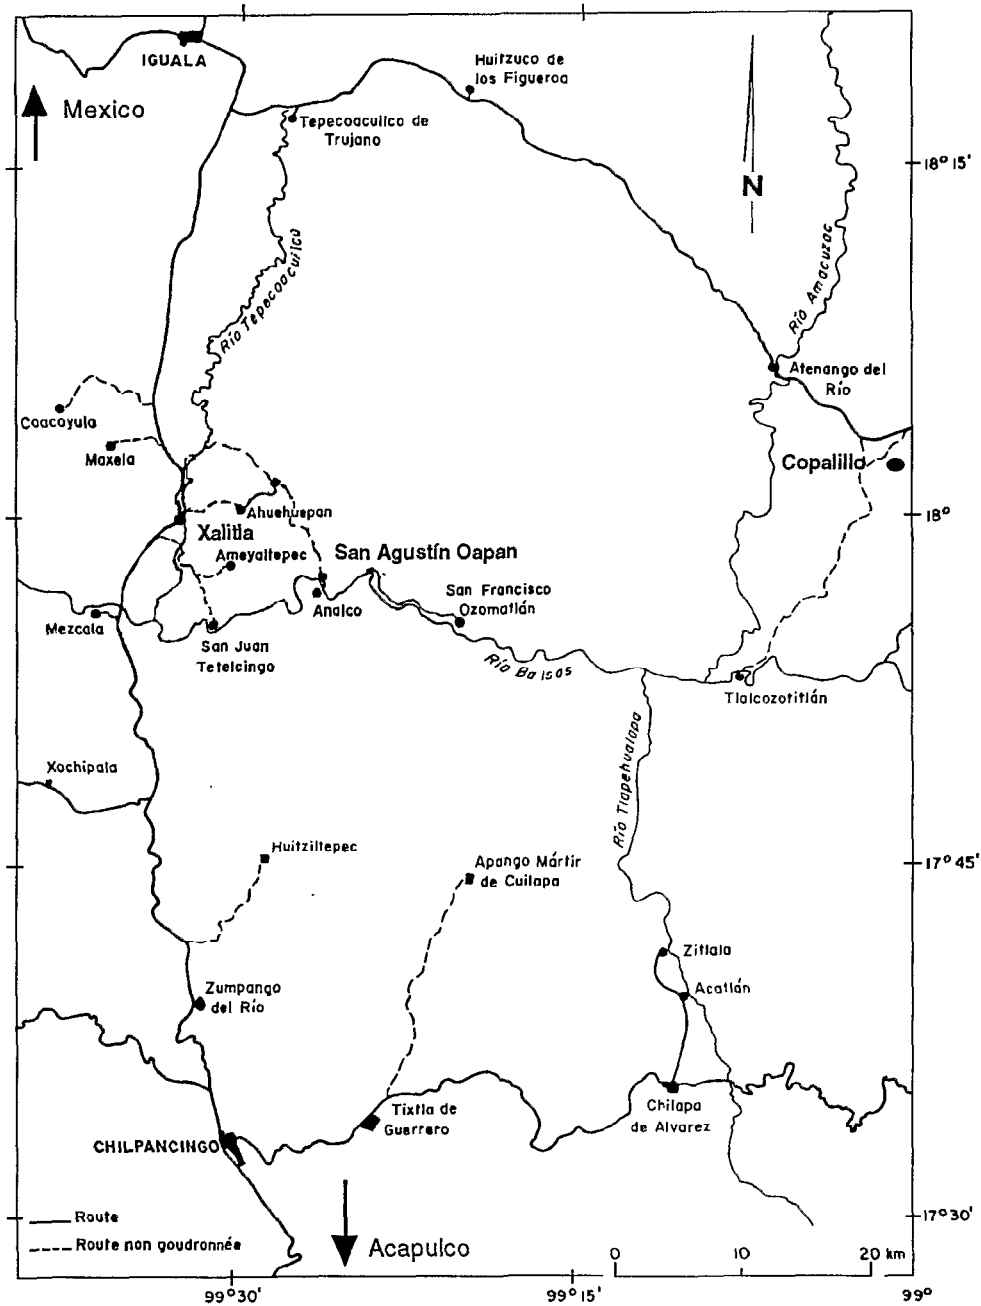 IGUALA
Mexico
Huitzuco de
los Figueroa
Tepecoacuilco de
Trujano
N
18° 15'
Río Tepecoacuilco
Río Amacuzac
Atenango del
Río
Coacayula
Maxela
Copalillo
Ahuehuepan
Xalitla
18°
Ameyaltepec
San Agustín Oapan
San Francisco
Ozomatlán
Analco
Mezcala
San Juan
Tetelcingo
Río Balsas
Tlalcozotitlán
Río Tlapehualapa
Xochipala
Huitziltepec
Apango Mártir
de Cuilapa
17° 45'
Zitlala
Acatlán
Zumpango
del Río
Tixtla de
Guerrero
Chilapa
de Alvarez
CHILPANCINGO
Route
Route non goudronnée
Acapulco
17° 30'
0 10 20 km
99° 30' 99° 15' 99°